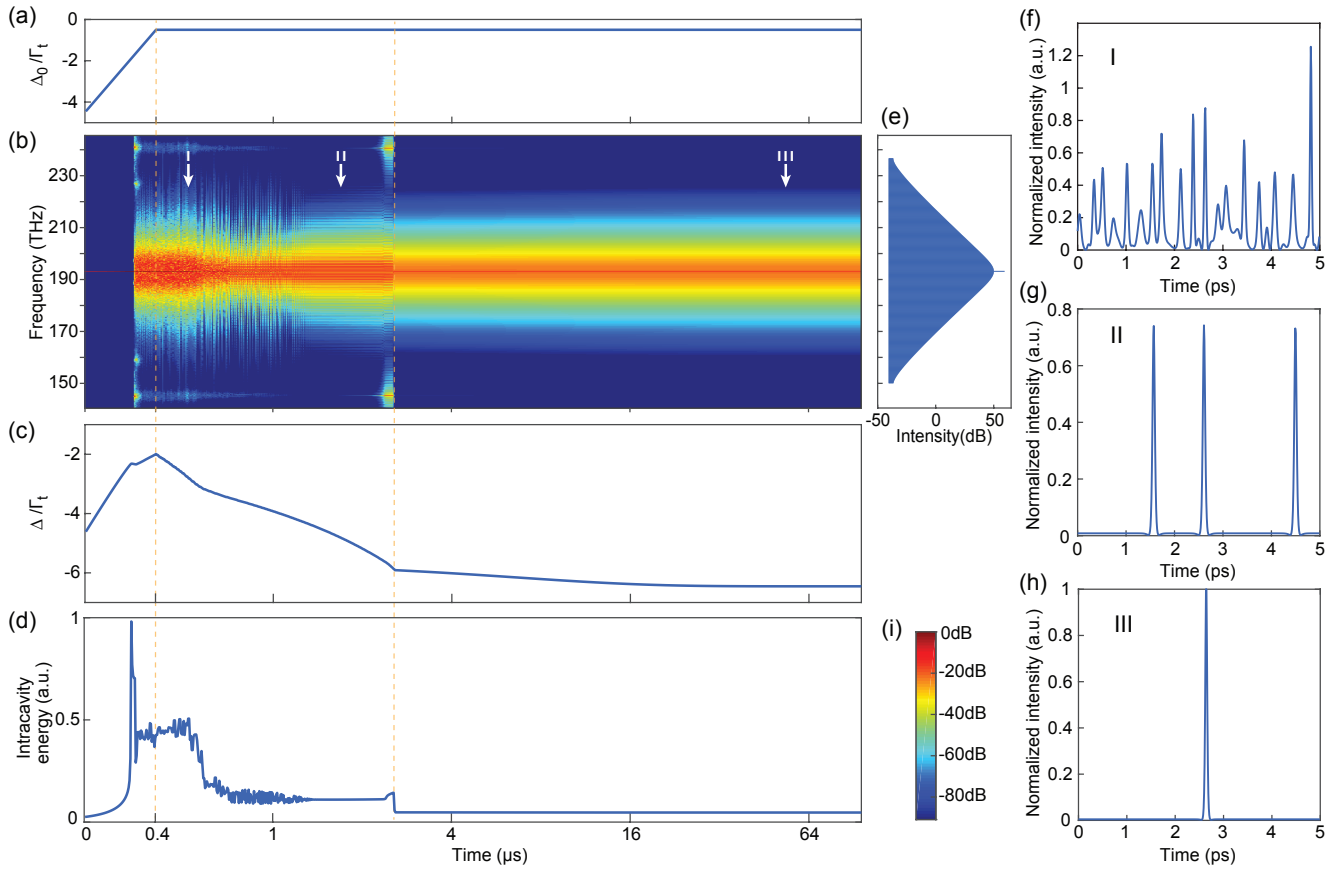 (a)
0
-2
-4
Δ₀/Γₜ
(b)
I
II
III
230
210
190
170
150
Frequency (THz)
(c)
-2
-4
-6
Δ/Γₜ
(d)
1
0.5
0
Intracavity
energy (a.u.)
0
0.4
1
4
16
64
Time (μs)
(e)
-50
0
50
Intensity(dB)
(i)
0dB
-20dB
-40dB
-60dB
-80dB
(f)
I
1.2
1
0.8
0.6
0.4
0.2
0
Normalized intensity (a.u.)
0 1 2 3 4 5
Time (ps)
(g)
II
0.8
0.6
0.4
0.2
0
Normalized intensity (a.u.)
0 1 2 3 4 5
Time (ps)
(h)
III
1
0.8
0.6
0.4
0.2
0
Normalized intensity (a.u.)
0 1 2 3 4 5
Time (ps)